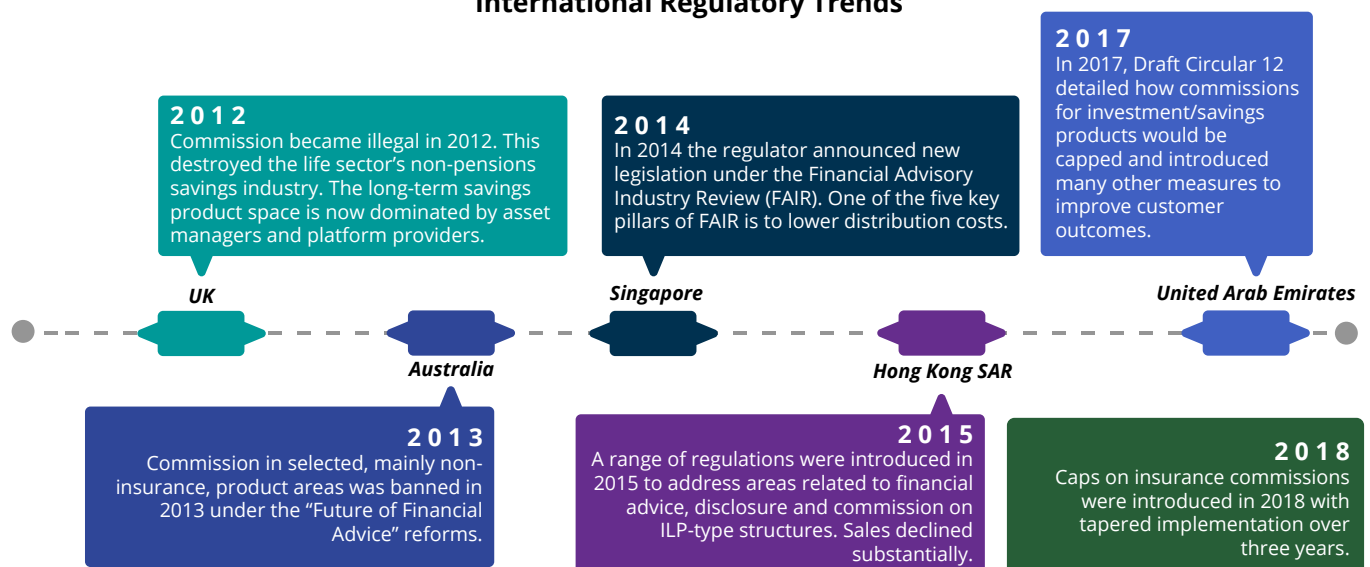 International Regulatory Trends
2012
Commission became illegal in 2012. This
destroyed the life sector’s non-pensions
savings industry. The long-term savings
product space is now dominated by asset
managers and platform providers.
UK
2014
In 2014 the regulator announced new
legislation under the Financial Advisory
Industry Review (FAIR). One of the five key
pillars of FAIR is to lower distribution costs.
Singapore
2017
In 2017, Draft Circular 12
detailed how commissions
for investment/savings
products would be
capped and introduced
many other measures to
improve customer
outcomes.
United Arab Emirates
Australia
2013
Commission in selected, mainly non-
insurance, product areas was banned in
2013 under the “Future of Financial
Advice” reforms.
Hong Kong SAR
2015
A range of regulations were introduced in
2015 to address areas related to financial
advice, disclosure and commission on
ILP-type structures. Sales declined
substantially.
2018
Caps on insurance commissions
were introduced in 2018 with
tapered implementation over
three years.